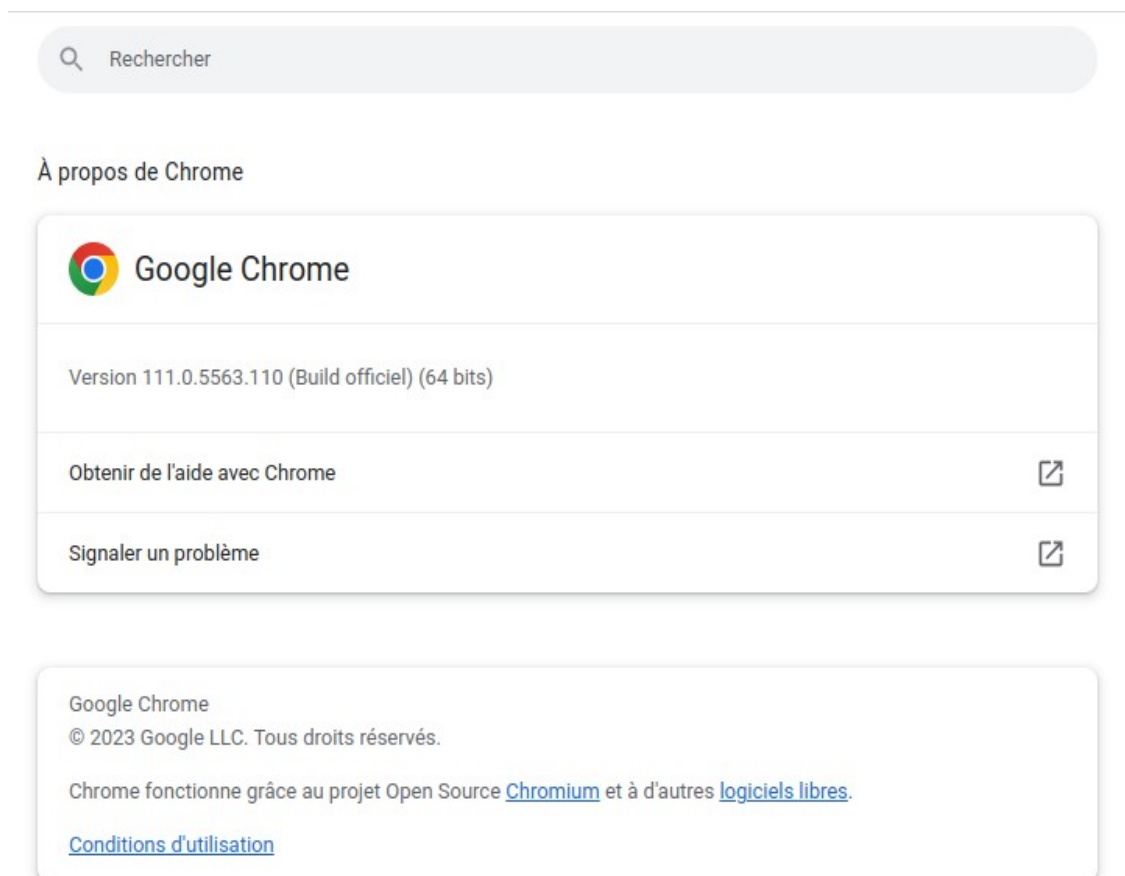 Rechercher
À propos de Chrome
Google Chrome
Version 111.0.5563.110 (Build officiel) (64 bits)
Obtenir de l'aide avec Chrome
Signaler un problème
Google Chrome
© 2023 Google LLC. Tous droits réservés.
Chrome fonctionne grâce au projet Open Source Chromium et à d'autres logiciels libres.
Conditions d'utilisation